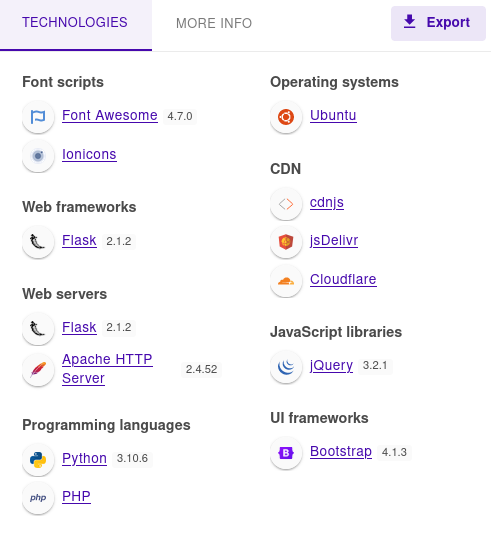 TECHNOLOGIES
MORE INFO
Export
Font scripts
Font Awesome 4.7.0
Ionicons
Web frameworks
Flask 2.1.2
Web servers
Flask 2.1.2
Apache HTTP
Server 2.4.52
Programming languages
Python 3.10.6
php PHP
Operating systems
Ubuntu
CDN
cdnjs
jsDelivr
Cloudflare
JavaScript libraries
jQuery 3.2.1
UI frameworks
B Bootstrap 4.1.3